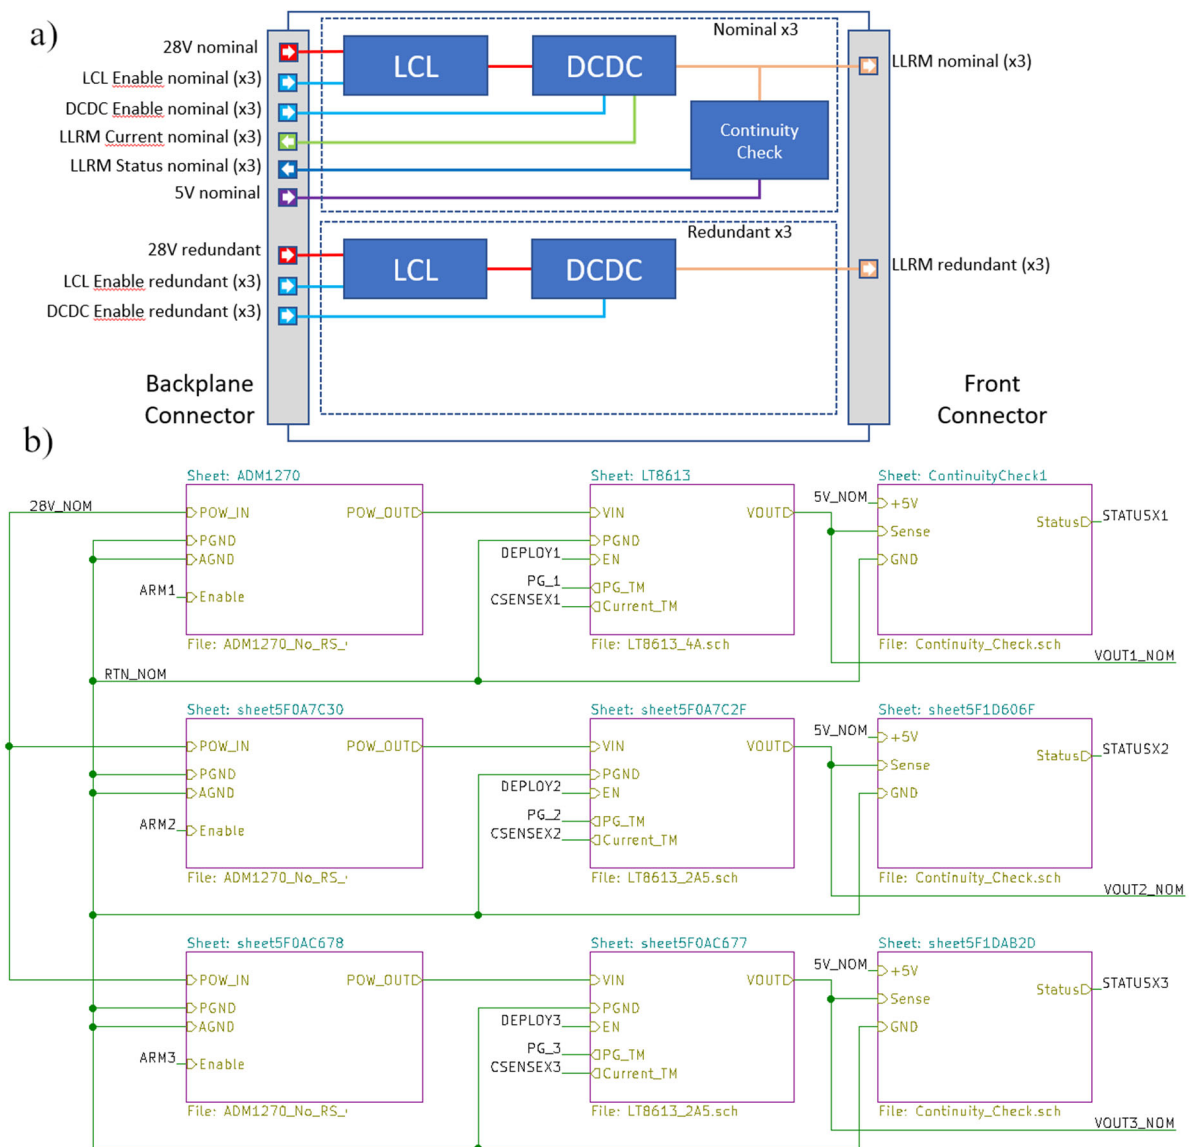 a)
Nominal x3
28V nominal
LCL Enable nominal (x3)
DCDC Enable nominal (x3)
LLRM Current nominal (x3)
LLRM Status nominal (x3)
5V nominal
LCL
DCDC
Continuity
Check
LLRM nominal (x3)
Redundant x3
28V redundant
LCL Enable redundant (x3)
DCDC Enable redundant (x3)
LCL
DCDC
LLRM redundant (x3)
Backplane
Connector
Front
Connector
b)
Sheet: ADM1270
28V_NOM
POW_IN
POW_OUT
PGND
AGND
ARM1
Enable
File: ADM1270_No_RS_
RTN_NOM
Sheet: LT8613
VIN
VOUT
PGND
DEPLOY1
EN
PG_1
PG_TM
CSENSEX1
Current_TM
File: LT8613_4A.sch
Sheet: ContinuityCheck1
5V_NOM
+5V
Sense
Status
STATUSX1
GND
File: Continuity_Check.sch
VOUT1_NOM
Sheet: sheet5F0A7C30
POW_IN
POW_OUT
PGND
AGND
ARM2
Enable
File: ADM1270_No_RS_
Sheet: sheet5F0A7C2F
VIN
VOUT
PGND
DEPLOY2
EN
PG_2
PG_TM
CSENSEX2
Current_TM
File: LT8613_2A5.sch
Sheet: sheet5F1D606F
5V_NOM
+5V
Sense
Status
STATUSX2
GND
File: Continuity_Check.sch
VOUT2_NOM
Sheet: sheet5F0AC678
POW_IN
POW_OUT
PGND
AGND
ARM3
Enable
File: ADM1270_No_RS_
Sheet: sheet5F0AC677
VIN
VOUT
PGND
DEPLOY3
EN
PG_3
PG_TM
CSENSEX3
Current_TM
File: LT8613_2A5.sch
Sheet: sheet5F1DAB2D
5V_NOM
+5V
Sense
Status
STATUSX3
GND
File: Continuity_Check.sch
VOUT3_NOM